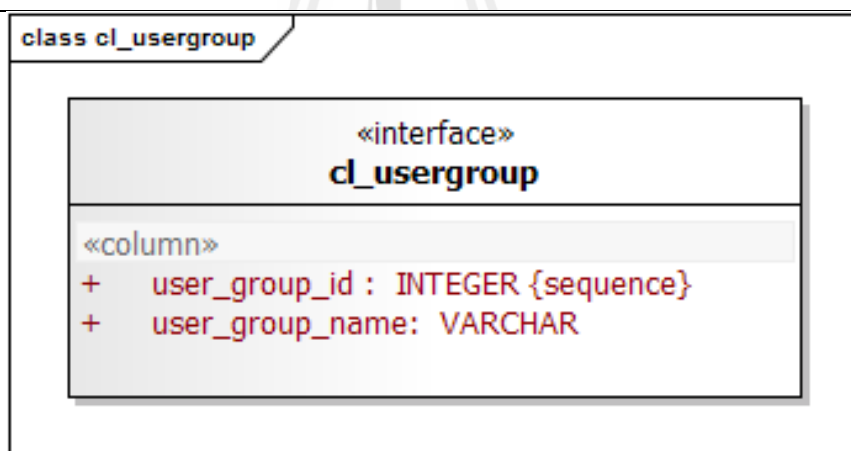 class cl_usergroup
«interface»
cl_usergroup
«column»
+ user_group_id : INTEGER {sequence}
+ user_group_name: VARCHAR